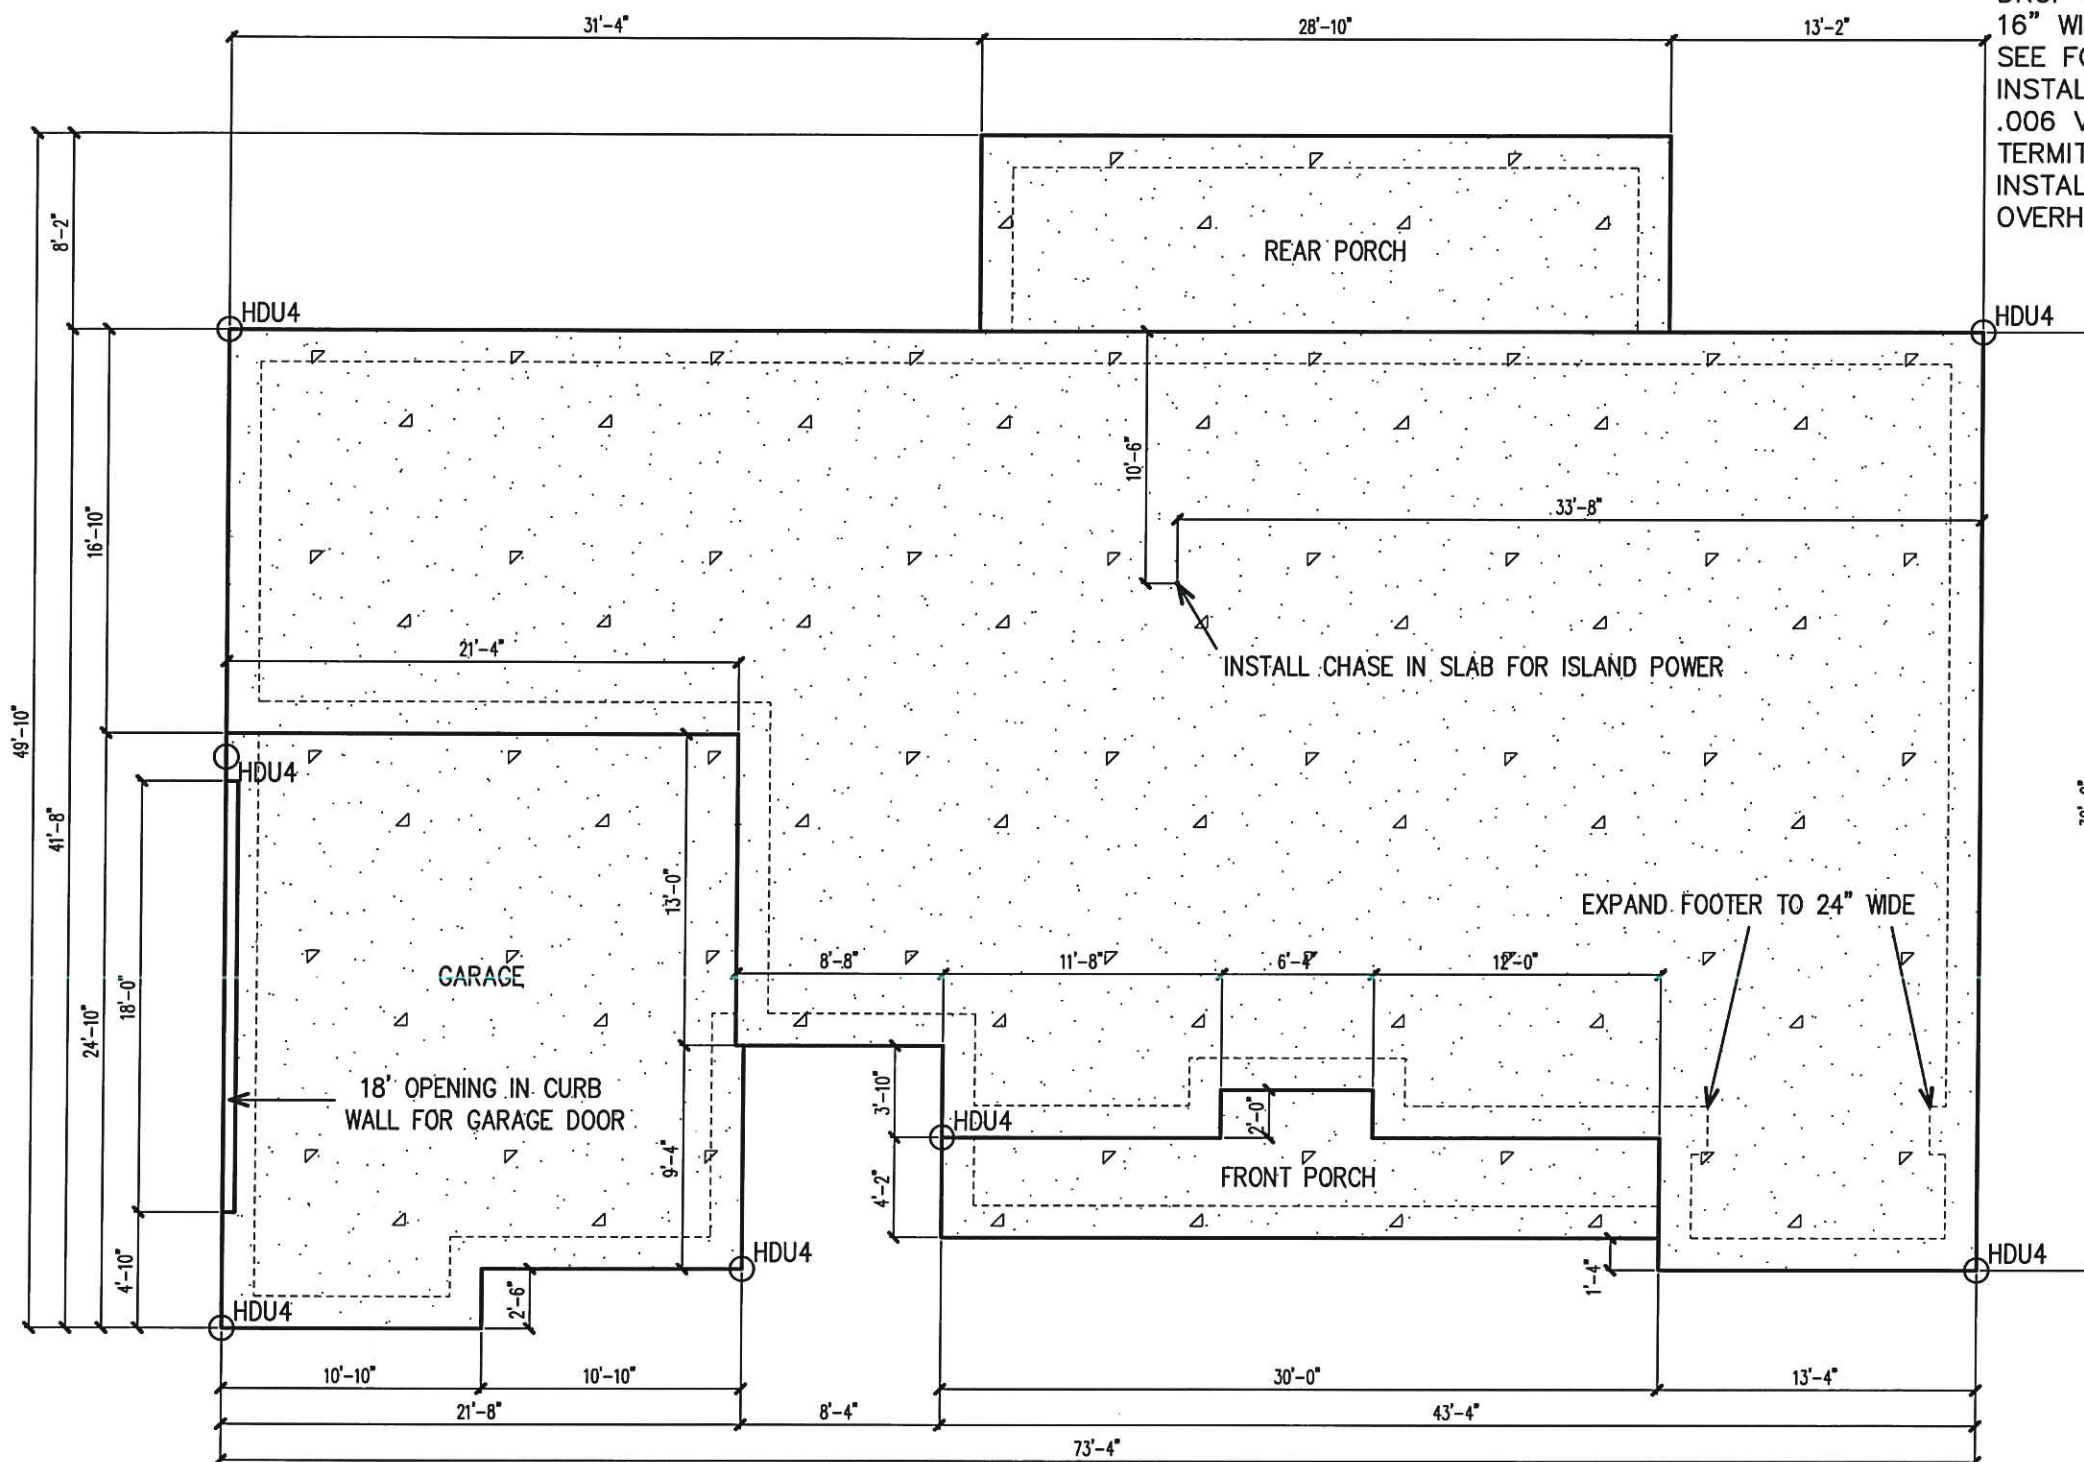 31'-4"
28'-10"
13'-2"
16" WI
SEE FO
INSTAL
.006 V
TERMIT
INSTAL
OVERH
8'-2"
REAR PORCH
HDU4
HDU4
10'-6"
16'-10"
33'-8"
21'-4"
INSTALL CHASE IN SLAB FOR ISLAND POWER
49'-10"
HDU4
41'-8"
13'-0"
EXPAND FOOTER TO 24" WIDE
8'-8"
11'-8"
6'-4"
12'-0"
GARAGE
18'-0"
24'-10"
18' OPENING IN CURB
WALL FOR GARAGE DOOR
3'-10"
HDU4
2'-0"
9'-4"
4'-2"
FRONT PORCH
HDU4
HDU4
4'-10"
1'-4"
2'-6"
HDU4
10'-10"
10'-10"
30'-0"
13'-4"
21'-8"
8'-4"
43'-4"
73'-4"